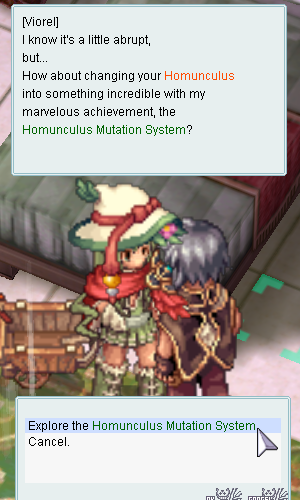 [Viorel]
I know it's a little abrupt,
but...
How about changing your Homunculus
into something incredible with my
marvelous achievement, the
Homunculus Mutation System?
Explore the Homunculus Mutation System.
Cancel.